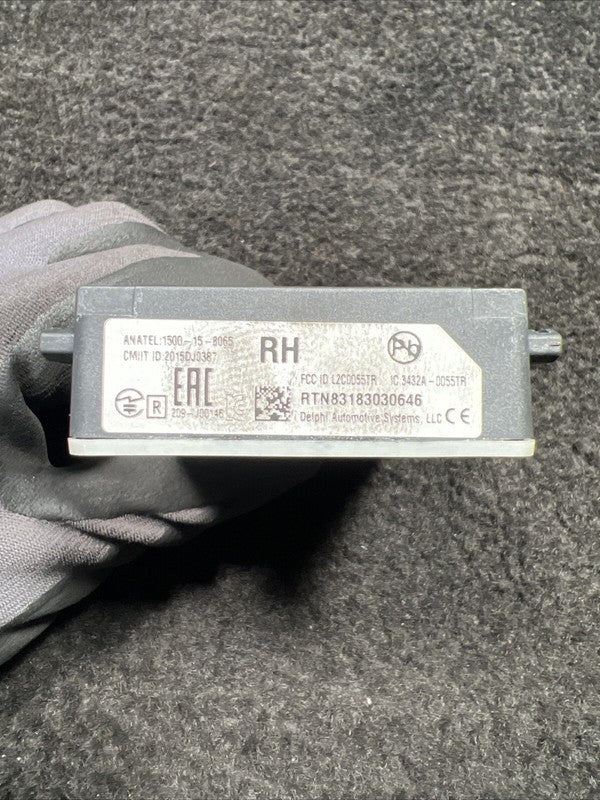 ANATEL:1500-15-8065
CMIIT ID:2015DJ0387
RH
Pb
EAC
FCC ID L2C0055TR IC 3432A-0055TR
R
209-J00146
RTN83183030646
Delphi Automotive Systems, LLC CE